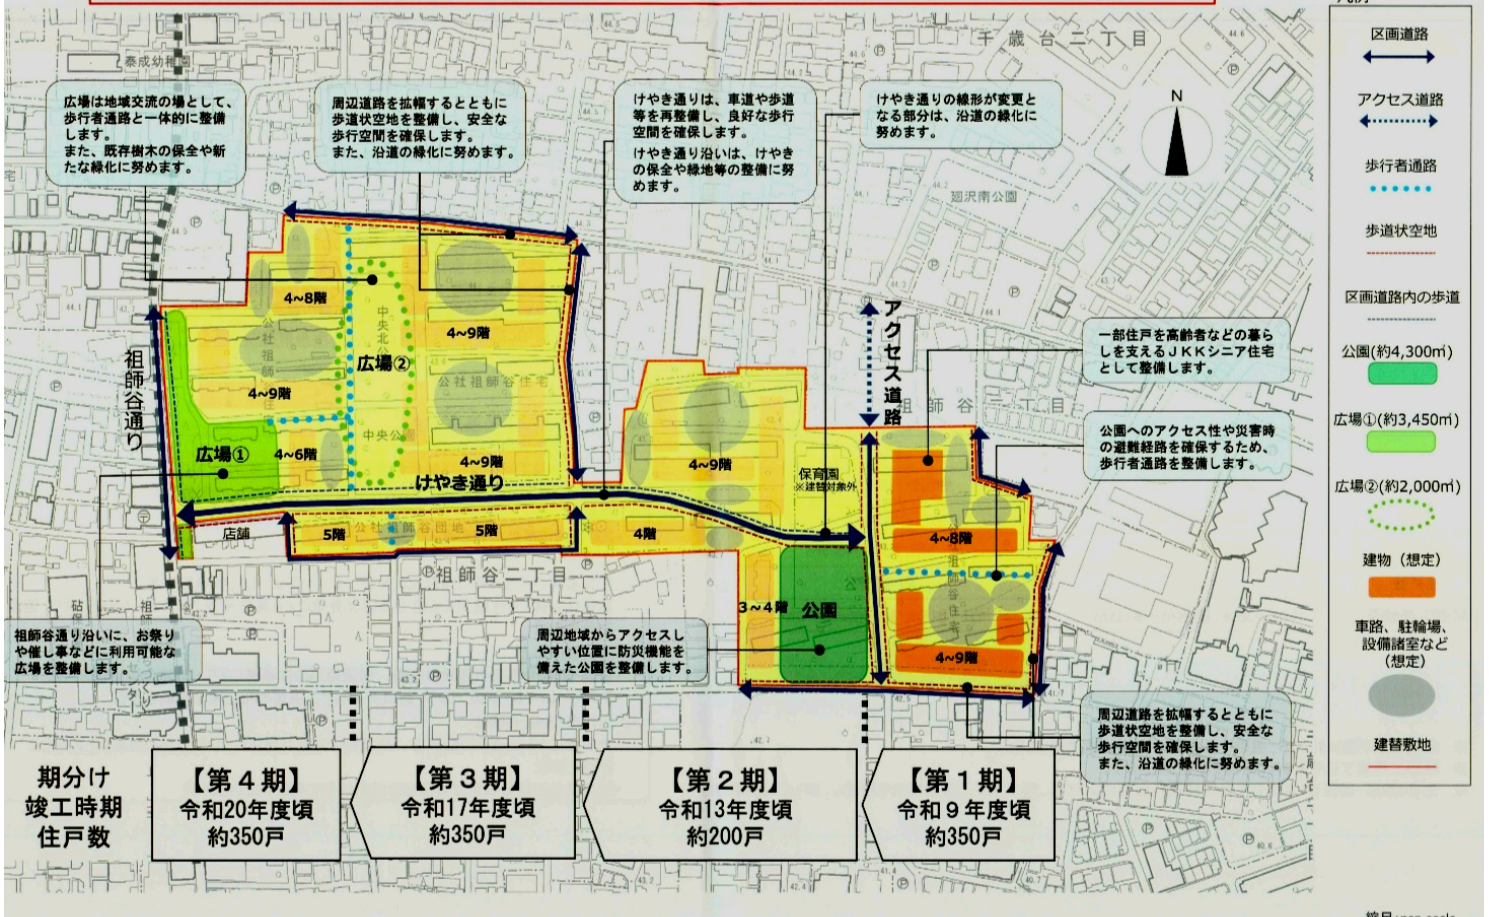 千歳台二丁目
泰成幼稚園
広場は地域交流の場として、
歩行者通路と一体的に整備
します。
また、既存樹木の保全や新
たな緑化に努めます。
周辺道路を拡幅するとともに
歩道状空地を整備し、安全な
歩行空間を確保します。
また、沿道の緑化に努めます。
けやき通りは、車道や歩道
等を再整備し、良好な歩行
空間を確保します。
けやき通り沿いは、けやき
の保全や緑地等の整備に努
めます。
けやき通りの線形が変更と
なる部分は、沿道の緑化に
努めます。
N
廻沢南公園
4~8階
4~9階
広場②
公社祖師谷住宅
4~9階
祖師谷通り
広場①
4~6階
中央公園
4~9階
けやき通り
4~9階
保育園
※建替対象外
アクセス道路
祖師谷二丁目
一部住戸を高齢者などの暮ら
しを支えるJKKシニア住宅
として整備します。
公園へのアクセス性や災害時
の避難経路を確保するため、
歩行者通路を整備します。
店舗
5階
公社祖師谷団地
5階
4階
4~8階
祖師谷二丁目
3~4階
公園
4~9階
祖師谷通り沿いに、お祭り
や催し事などに利用可能な
広場を整備します。
周辺地域からアクセスし
やすい位置に防災機能を
備えた公園を整備します。
周辺道路を拡幅するとともに
歩道状空地を整備し、安全な
歩行空間を確保します。
また、沿道の緑化に努めます。
期分け
竣工時期
住戸数
【第4期】
令和20年度頃
約350戸
【第3期】
令和17年度頃
約350戸
【第2期】
令和13年度頃
約200戸
【第1期】
令和9年度頃
約350戸
区画道路
アクセス道路
歩行者通路
歩道状空地
区画道路内の歩道
公園(約4,300㎡)
広場①(約3,450㎡)
広場②(約2,000㎡)
建物(想定)
車路、駐輪場、
設備諸室など
(想定)
建替敷地